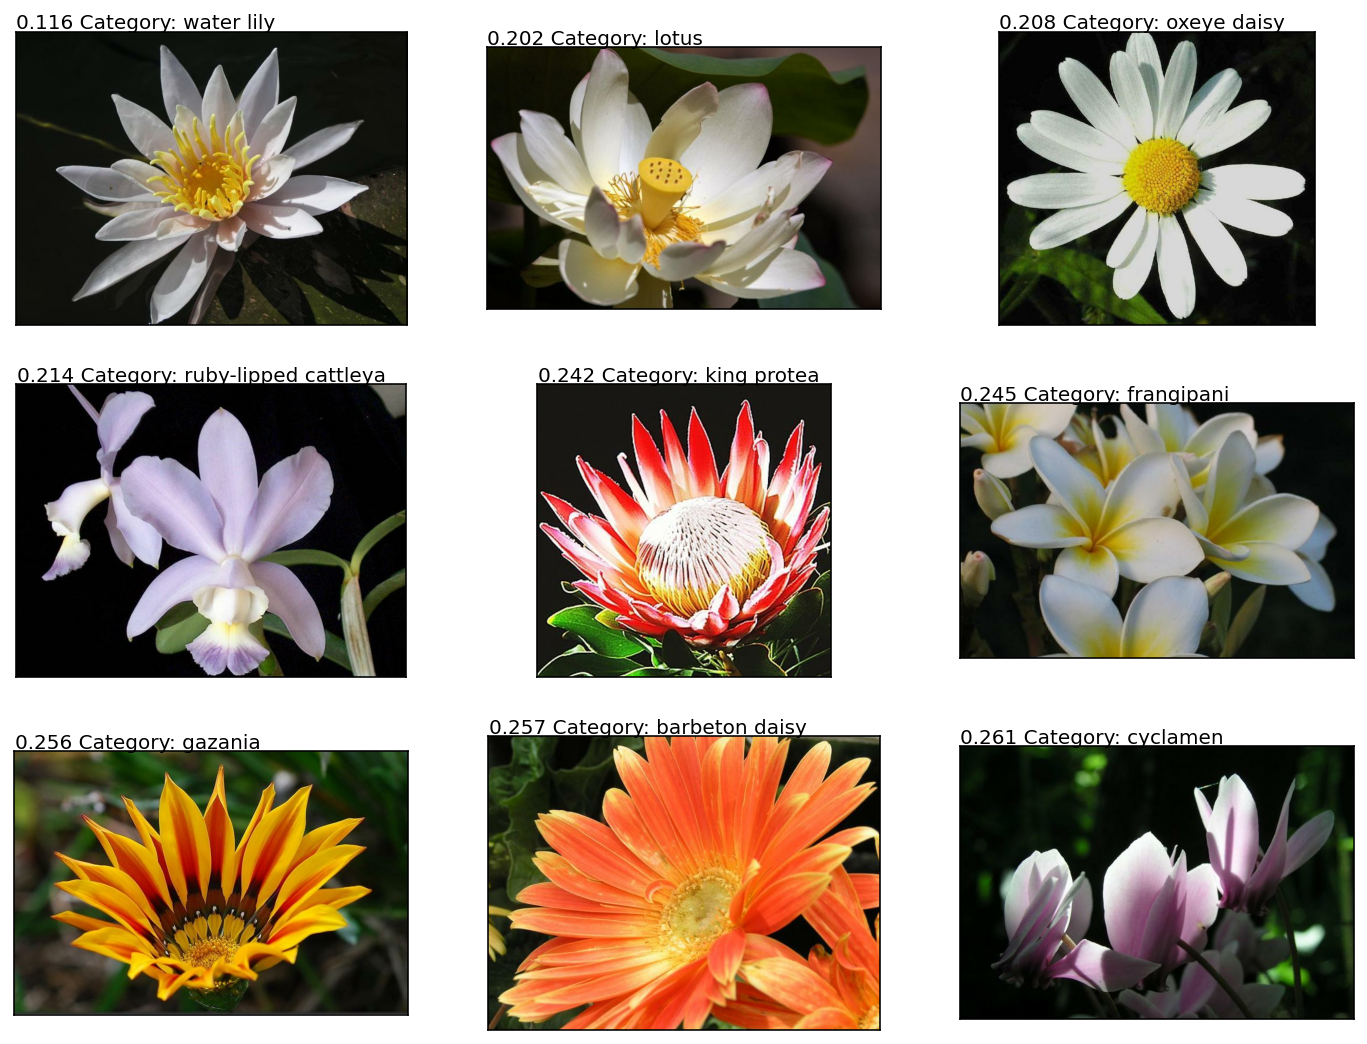 0.116 Category: water lily
0.202 Category: lotus
0.208 Category: oxeye daisy
0.214 Category: ruby-lipped cattleya
0.242 Category: king protea
0.245 Category: frangipani
0.256 Category: gazania
0.257 Category: barbeton daisy
0.261 Category: cyclamen